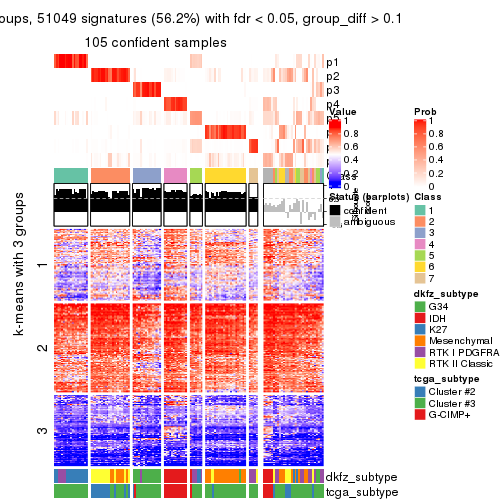 oups, 51049 signatures (56.2%) with fdr < 0.05, group_diff > 0.1
105 confident samples
p1
p2
p3
p4
k-means with 3 groups
1
2
3
Value
1
0.8
0.6
0.4
0.2
0
Status (barplots)
confident
ambiguous
Prob
1
0.8
0.6
0.4
0.2
0
Class
1
2
3
4
5
6
7
dkfz_subtype
G34
IDH
K27
Mesenchymal
RTK I PDGFRA
RTK II Classic
tcga_subtype
Cluster #2
Cluster #3
G-CIMP+
dkfz_subtype
tcga_subtype